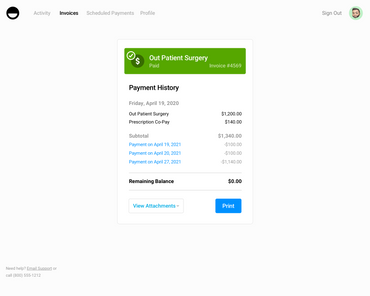 Activity Invoices Scheduled Payments Profile Sign Out
Out Patient Surgery
Paid Invoice #4569
Payment History
Friday, April 19, 2020
Out Patient Surgery $1,200.00
Prescription Co-Pay $140.00
Subtotal $1,340.00
Payment on April 19, 2021 -$100.00
Payment on April 20, 2021 -$100.00
Payment on April 27, 2021 -$1,140.00
Remaining Balance $0.00
View Attachments Print
Need help? Email Support or
call (800) 555-1212